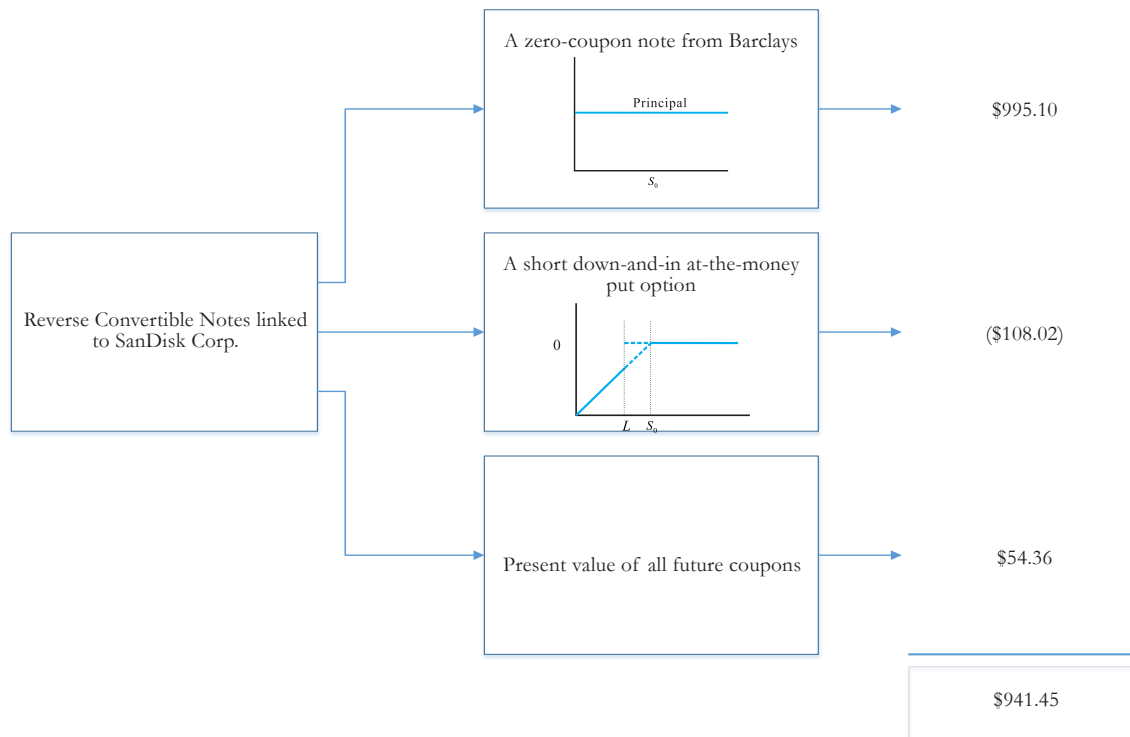 A zero-coupon note from Barclays
Principal
S₀
$995.10
Reverse Convertible Notes linked
to SanDisk Corp.
A short down-and-in at-the-money
put option
0
L S₀
($108.02)
Present value of all future coupons
$54.36
$941.45